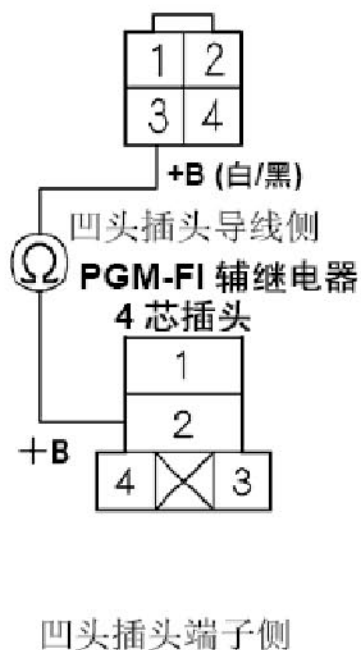 1 2
3 4
+B (白/黑)
凹头插头导线侧
Ω
PGM-FI 辅继电器
4 芯插头
1
2
+B
4 3
凹头插头端子侧